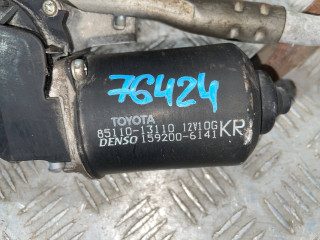 76424
TOYOTA
85110-13110 12V10G
DENSO 159200-6141 KR